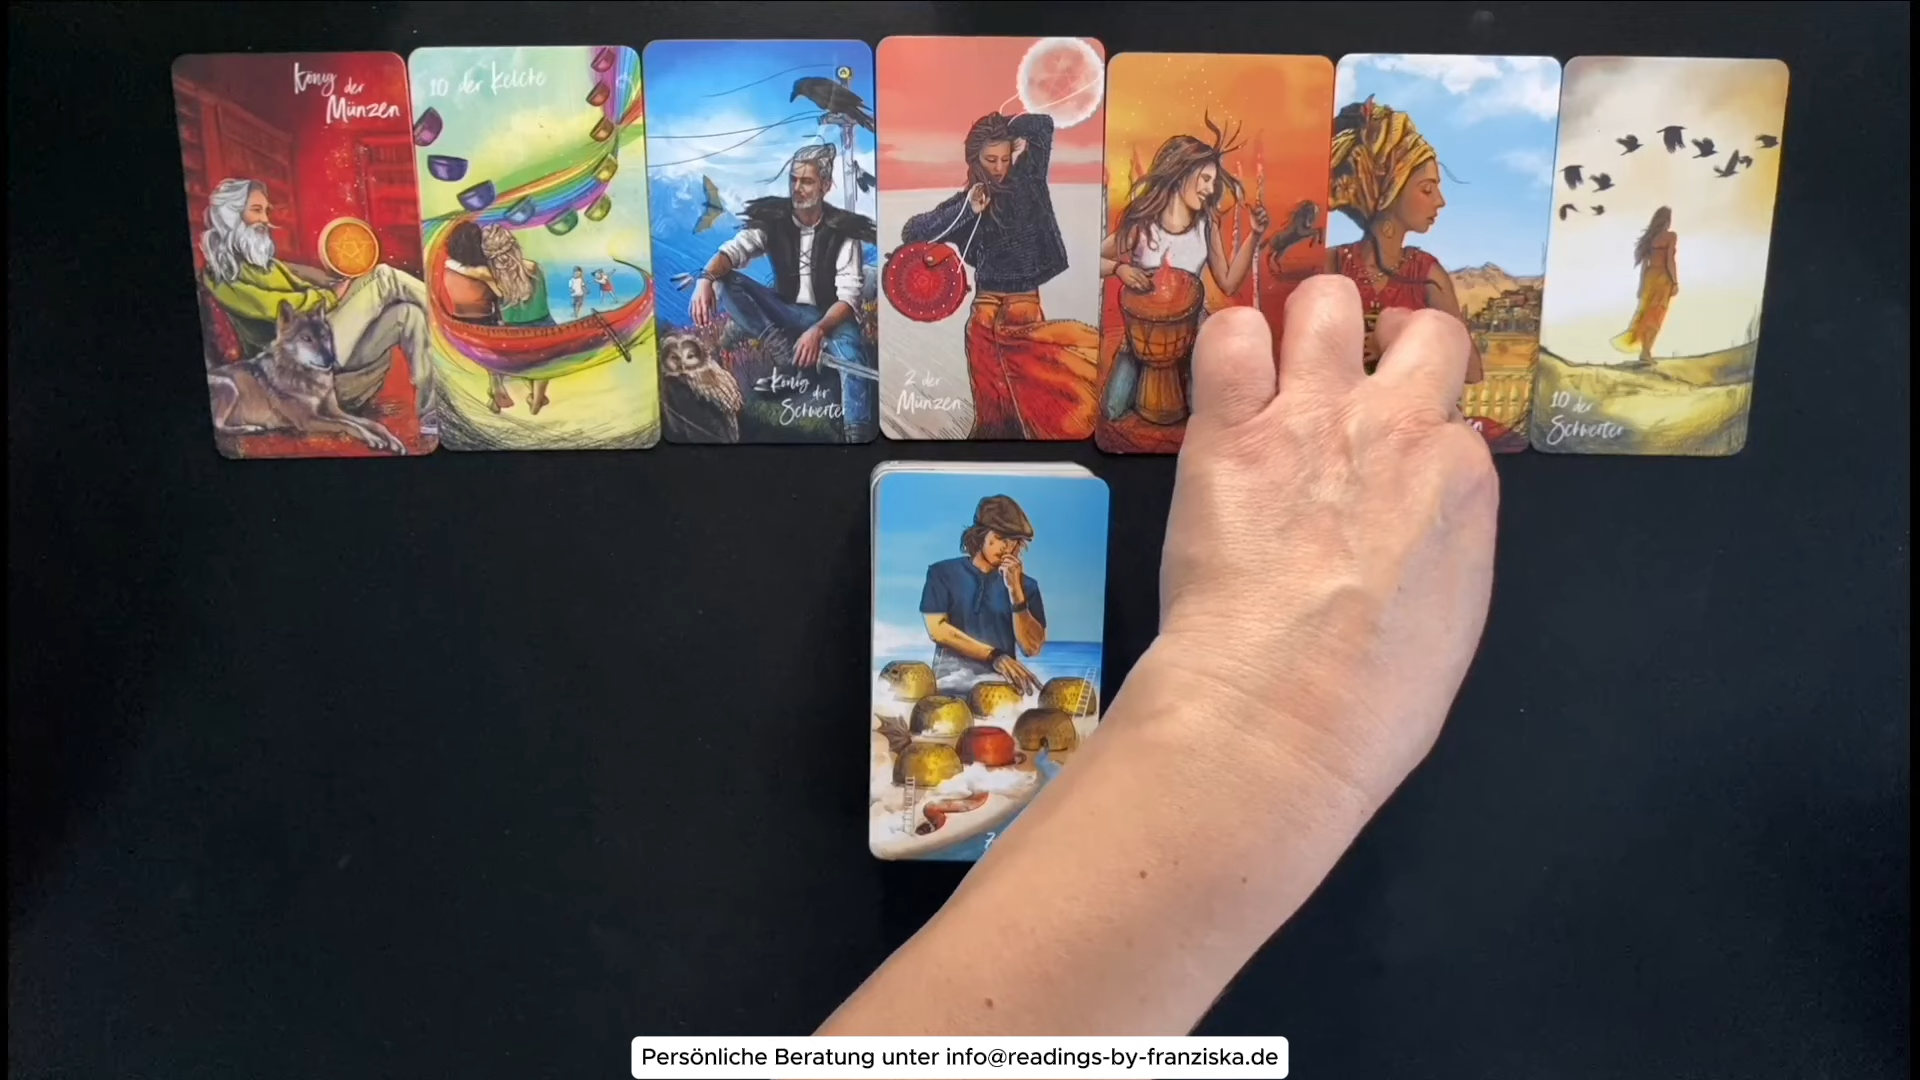 König
der
Münzen
10 der Kelche
König
der
Schwerter
2 der
Münzen
10 der
Schwerter
Persönliche Beratung unter info@readings-by-franziska.de